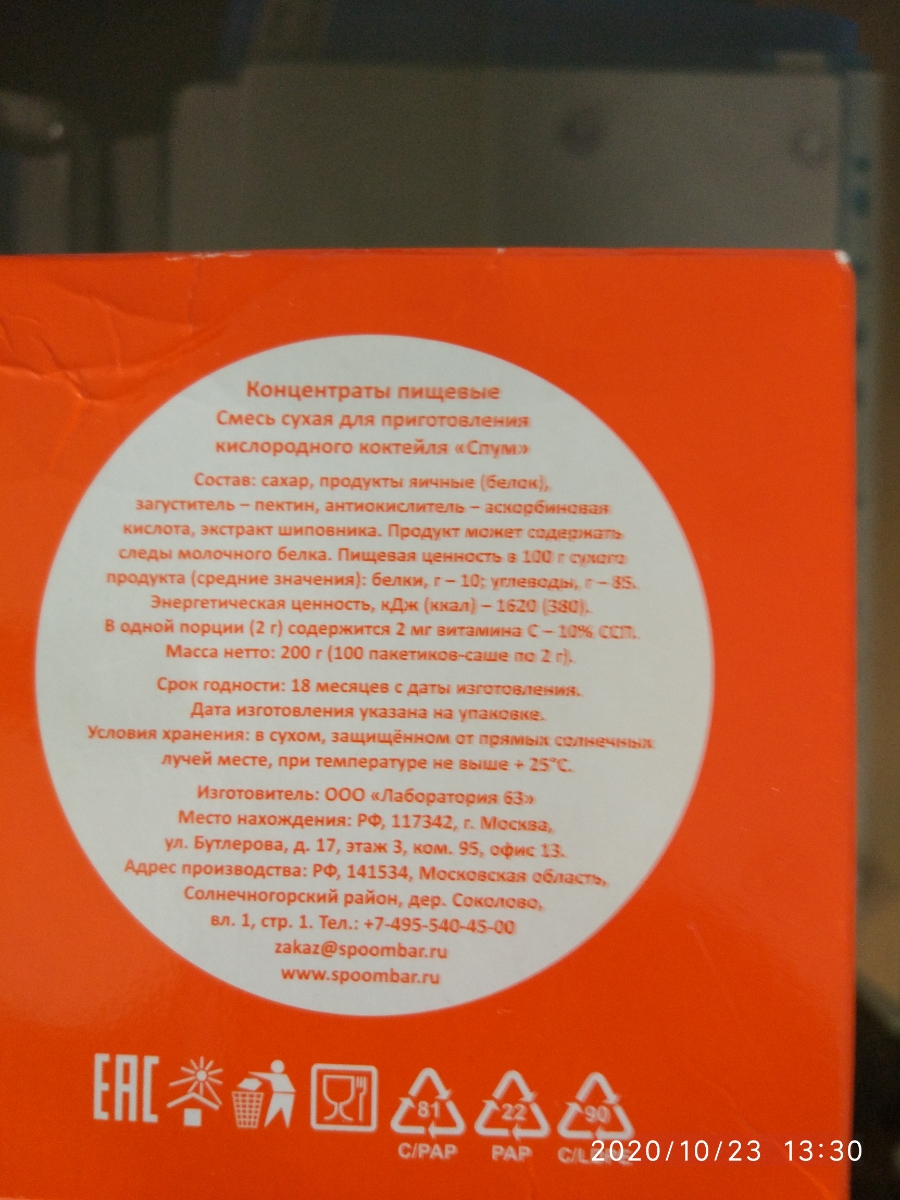 Концентраты пищевые
Смесь сухая для приготовления
кислородного коктейля «Спум»
Состав: сахар, продукты яичные (белок),
загуститель – пектин, антиокислитель – аскорбиновая
кислота, экстракт шиповника. Продукт может содержать
следы молочного белка. Пищевая ценность в 100 г сухого
продукта (средние значения): белки, г – 10; углеводы, г – 85.
Энергетическая ценность, кДж (ккал) – 1620 (380).
В одной порции (2 г) содержится 2 мг витамина С – 10% ССП.
Масса нетто: 200 г (100 пакетиков-саше по 2 г).
Срок годности: 18 месяцев с даты изготовления.
Дата изготовления указана на упаковке.
Условия хранения: в сухом, защищённом от прямых солнечных
лучей месте, при температуре не выше + 25°С.
Изготовитель: ООО «Лаборатория 63»
Место нахождения: РФ, 117342, г. Москва,
ул. Бутлерова, д. 17, этаж 3, ком. 95, офис 13.
Адрес производства: РФ, 141534, Московская область,
Солнечногорский район, дер. Соколово,
вл. 1, стр. 1. Тел.: +7-495-540-45-00
zakaz@spoombar.ru
www.spoombar.ru
EAC 81 22 90
C/PAP PAP
2020/10/23 13:30